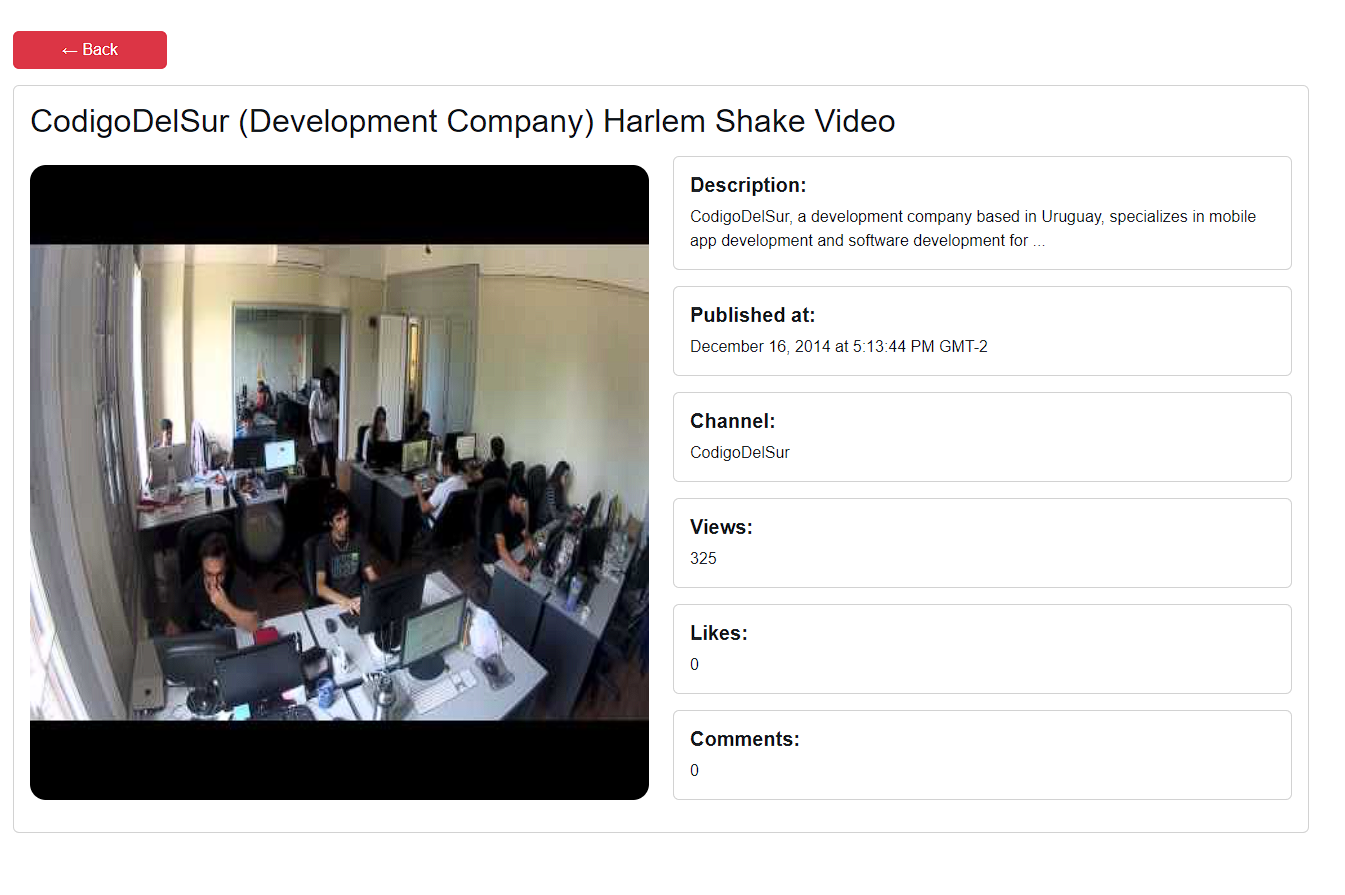 ← Back
CodigoDelSur (Development Company) Harlem Shake Video
Description:
CodigoDelSur, a development company based in Uruguay, specializes in mobile
app development and software development for ...
Published at:
December 16, 2014 at 5:13:44 PM GMT-2
Channel:
CodigoDelSur
Views:
325
Likes:
0
Comments:
0